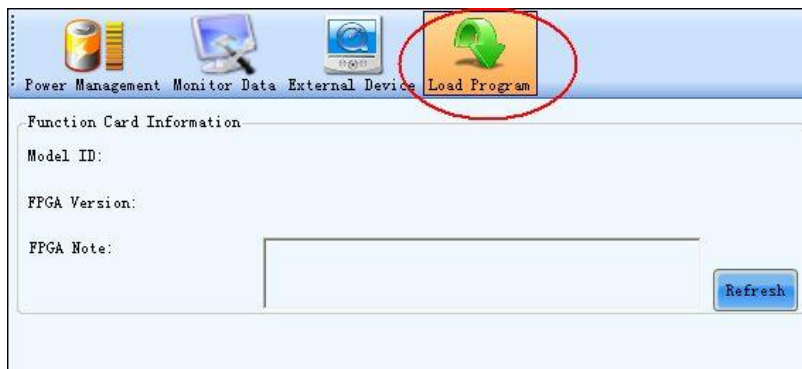 Power Management Monitor Data External Device Load Program
Function Card Information
Model ID:
FPGA Version:
FPGA Note:
Refresh